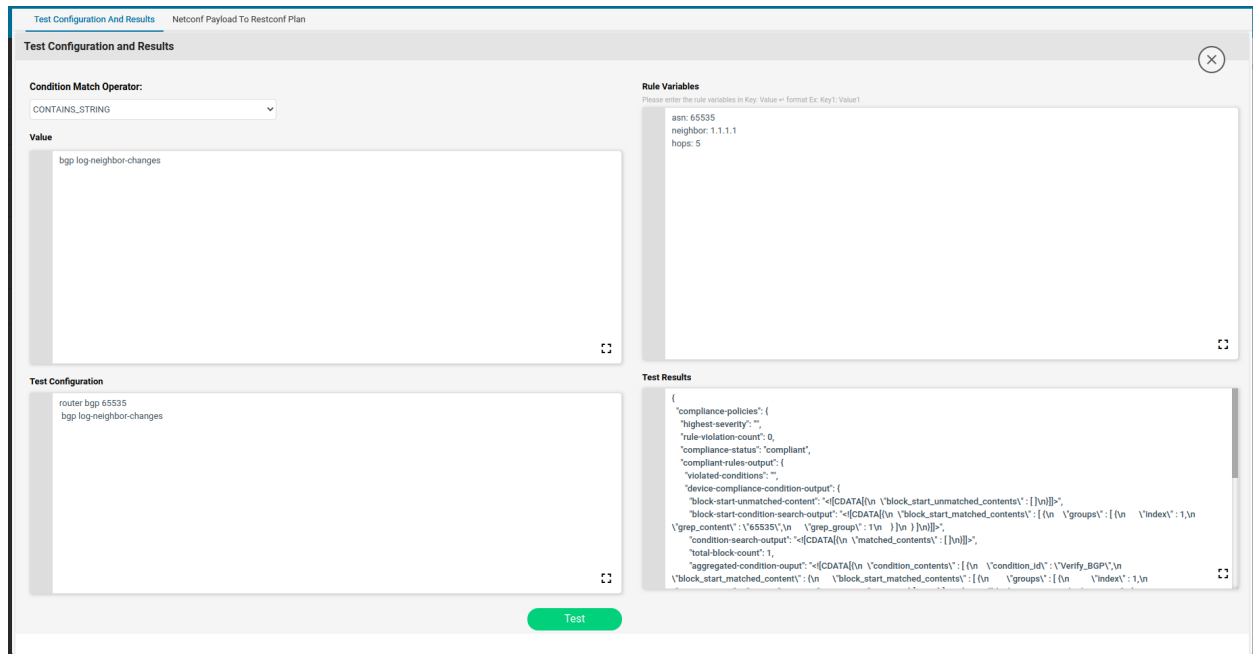 Test Configuration And Results
Netconf Payload To Restconf Plan
Test Configuration and Results
Condition Match Operator:
CONTAINS_STRING
Value
bgp log-neighbor-changes
Rule Variables
Please enter the rule variables in Key: Value ↵ format Ex: Key1: Value1
asn: 65535
neighbor: 1.1.1.1
hops: 5
Test Configuration
router bgp 65535
bgp log-neighbor-changes
Test Results
{
"compliance-policies": {
"highest-severity": "",
"rule-violation-count": 0,
"compliance-status": "compliant",
"compliant-rules-output": {
"violated-conditions": "",
"device-compliance-condition-output": {
"block-start-unmatched-content": "<![CDATA[{\n \"block_start_unmatched_contents\" : [ ]\n}]]>",
"block-start-condition-search-output": "<![CDATA[{\n \"block_start_matched_contents\" : [ {\n \"groups\" : [ {\n \"index\" : 1,\n
\"grep_content\" : \"65535\",\n \"grep_group\" : 1\n } ]\n } ]\n}]]>",
"condition-search-output": "<![CDATA[{\n \"matched_contents\" : [ ]\n}]]>",
"total-block-count": 1,
"aggregated-condition-ouput": "<![CDATA[{\n \"condition_contents\" : [ {\n \"condition_id\" : \"Verify_BGP\",\n
\"block_start_matched_content\" : {\n \"block_start_matched_contents\" : [ {\n \"groups\" : [ {\n \"index\" : 1,\n
Test